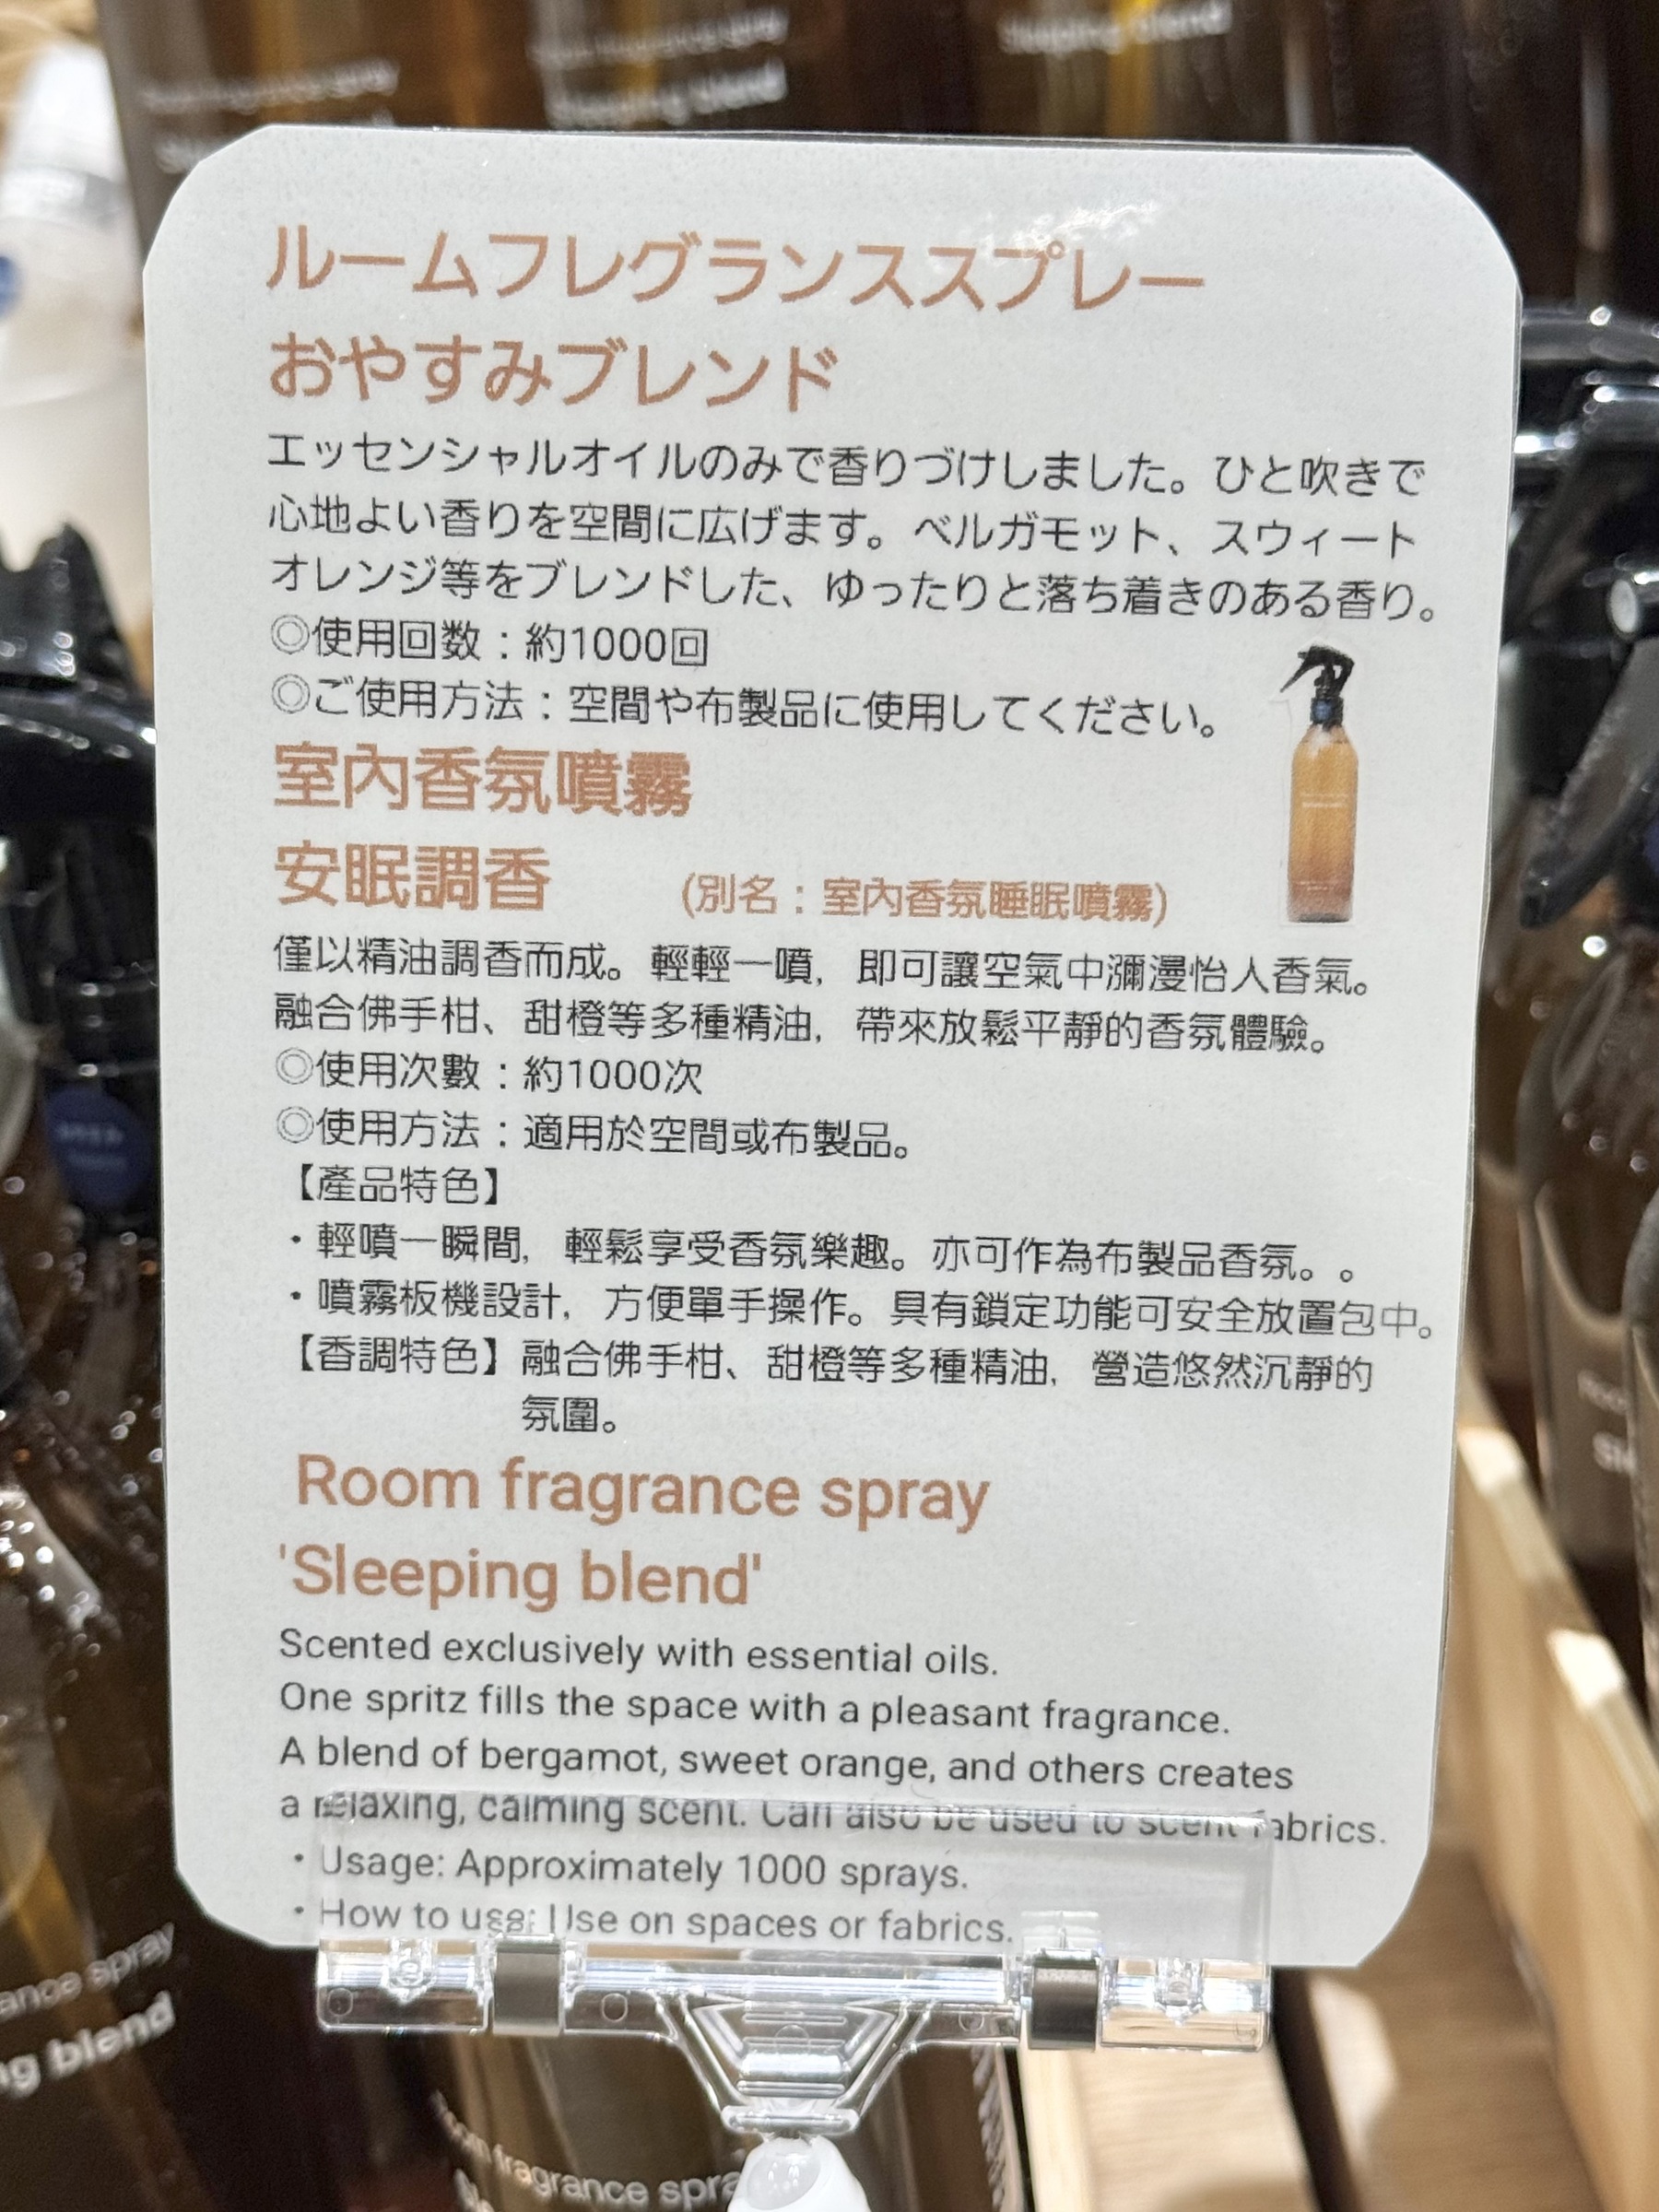 Sleeping blend
Sleeping blend
ルームフレグランススプレー
おやすみブレンド
エッセンシャルオイルのみで香りづけしました。ひと吹きで
心地よい香りを空間に広げます。ベルガモット、スウィート
オレンジ等をブレンドした、ゆったりと落ち着きのある香り。
◎使用回数：約1000回
◎ご使用方法：空間や布製品に使用してください。
室內香氛噴霧
安眠調香 (別名：室內香氛睡眠噴霧)
僅以精油調香而成。輕輕一噴，即可讓空氣中瀰漫怡人香氣。
融合佛手柑、甜橙等多種精油，帶來放鬆平靜的香氛體驗。
◎使用次數：約1000次
◎使用方法：適用於空間或布製品。
【產品特色】
・輕噴一瞬間，輕鬆享受香氛樂趣。亦可作為布製品香氛。。
・噴霧板機設計，方便單手操作。具有鎖定功能可安全放置包中。
【香調特色】融合佛手柑、甜橙等多種精油，營造悠然沉靜的
氛圍。
Room fragrance spray
'Sleeping blend'
Scented exclusively with essential oils.
One spritz fills the space with a pleasant fragrance.
A blend of bergamot, sweet orange, and others creates
a relaxing, calming scent. Can also be used to scent fabrics.
・Usage: Approximately 1000 sprays.
・How to use: Use on spaces or fabrics.
spray
blend
fragrance spra